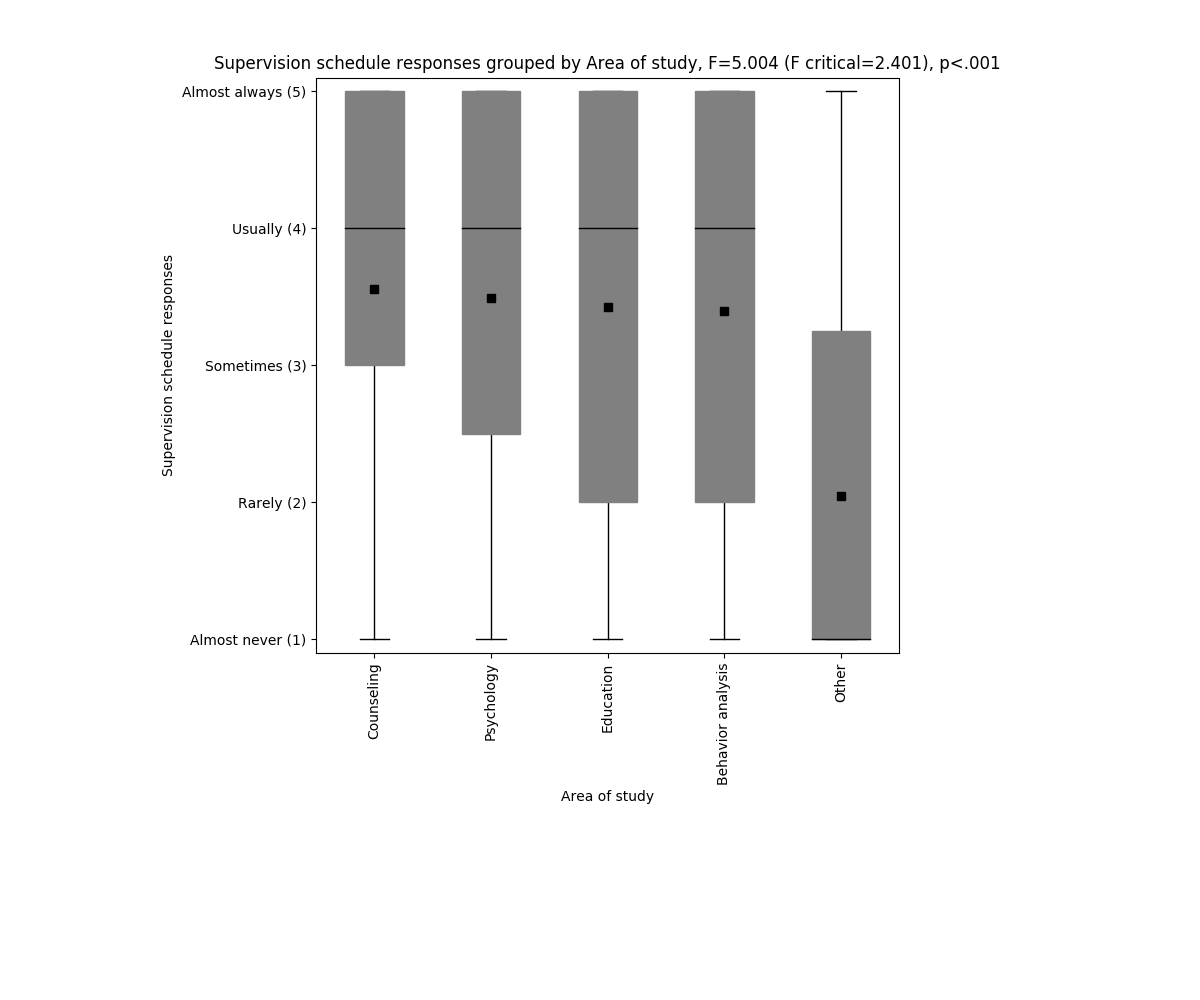 Supervision schedule responses grouped by Area of study, F=5.004 (F critical=2.401), p<.001
Almost always (5)
Usually (4)
Sometimes (3)
Rarely (2)
Almost never (1)
Supervision schedule responses
Counseling
Psychology
Education
Behavior analysis
Other
Area of study